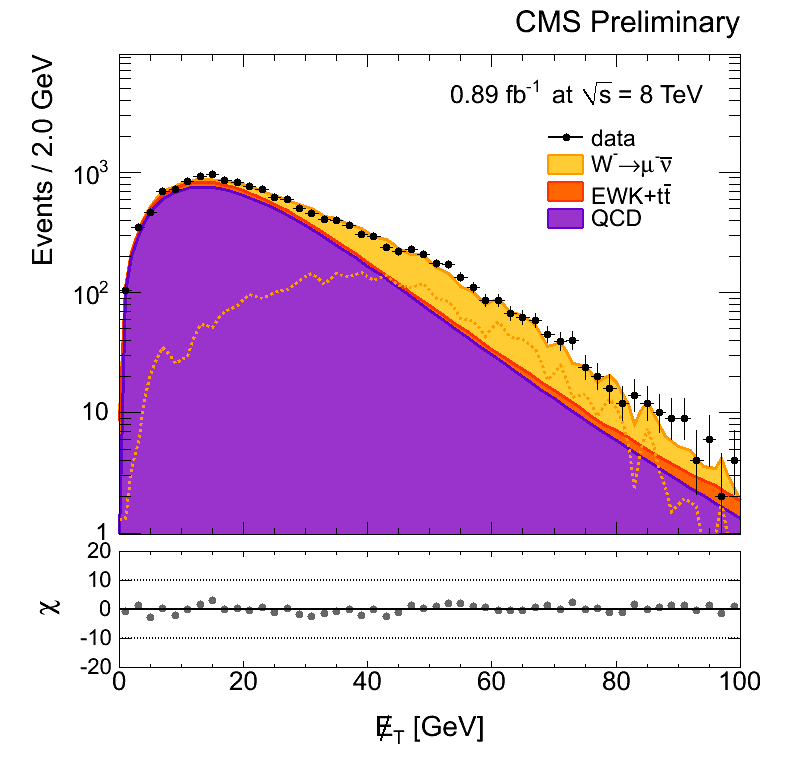 CMS Preliminary
0.89 fb⁻¹ at √s = 8 TeV
data
W⁻→μ⁻ν̅
EWK+tt̅
QCD
Events / 2.0 GeV
10³
10²
10
1
20
10
0
-10
-20
χ
0 20 40 60 80 100
E̸_T [GeV]